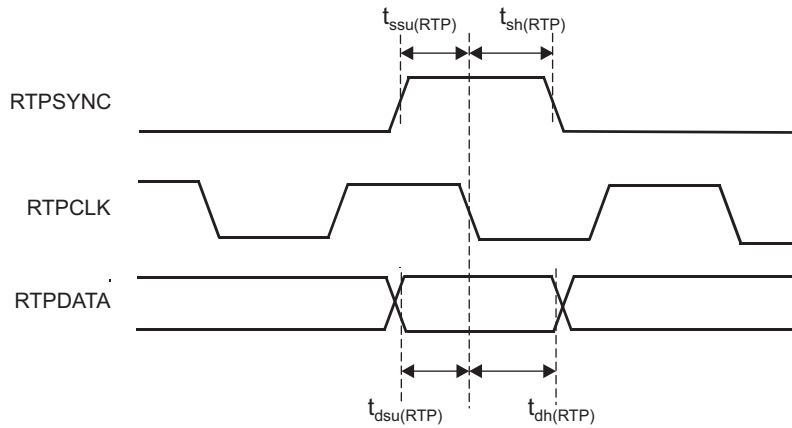 tssu(RTP) tsh(RTP)
RTPSYNC
RTPCLK
RTPDATA
tdsu(RTP) tdh(RTP)